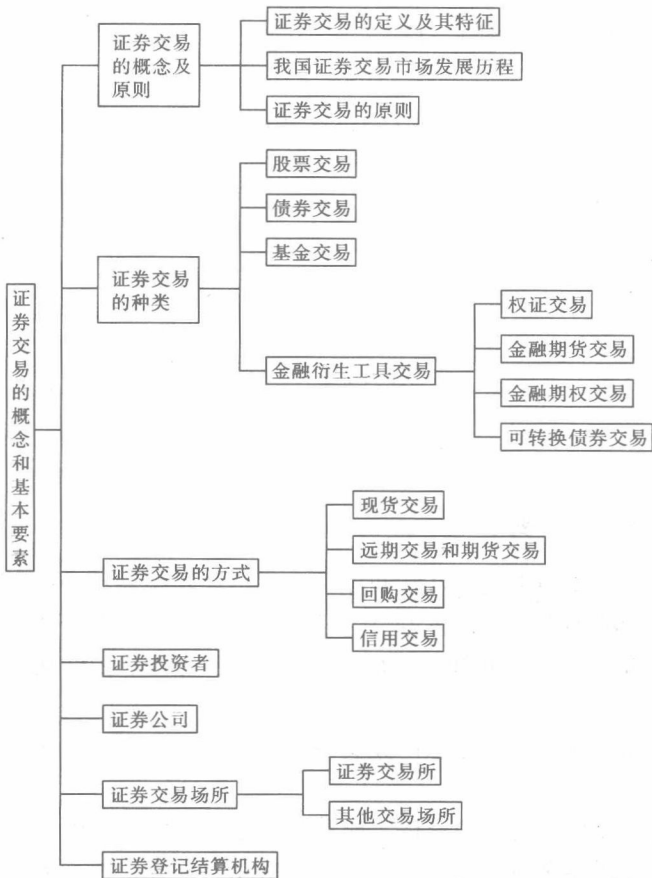 证券交易的概念和基本要素
证券交易
的概念及
原则
证券交易的定义及其特征
我国证券交易市场发展历程
证券交易的原则
证券交易
的种类
股票交易
债券交易
基金交易
金融衍生工具交易
权证交易
金融期货交易
金融期权交易
可转换债券交易
证券交易的方式
现货交易
远期交易和期货交易
回购交易
信用交易
证券投资者
证券公司
证券交易场所
证券交易所
其他交易场所
证券登记结算机构